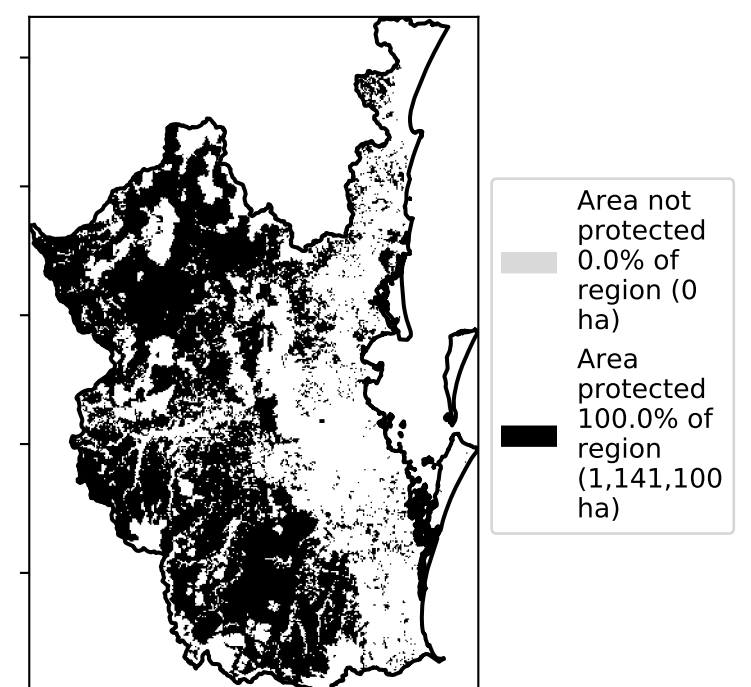 Area not
protected
0.0% of
region (0
ha)
Area
protected
100.0% of
region
(1,141,100
ha)